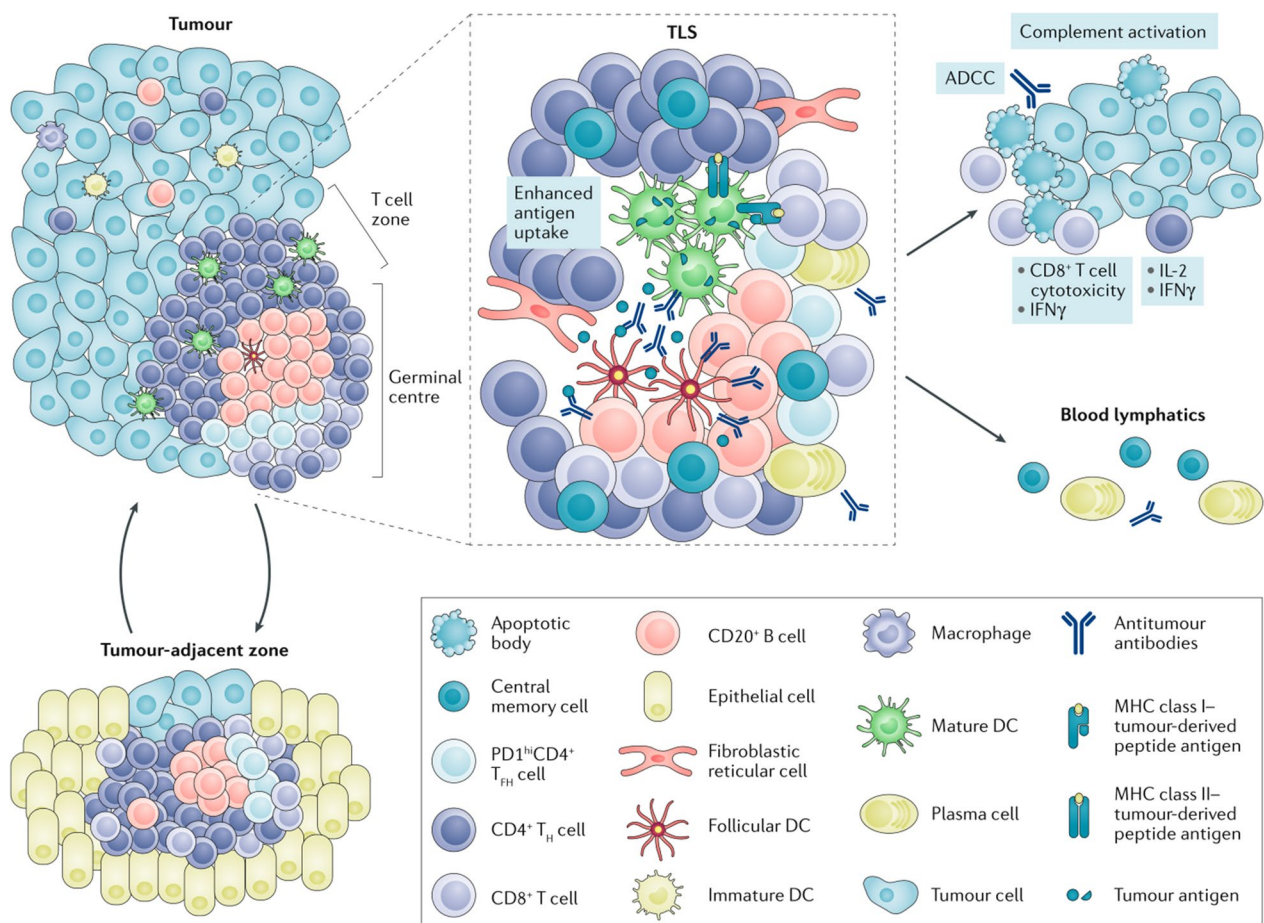 Tumour
T cell
zone
Germinal
centre
TLS
Enhanced
antigen
uptake
Complement activation
ADCC
• CD8⁺ T cell
cytotoxicity
• IFNγ
• IL-2
• IFNγ
Blood lymphatics
Tumour-adjacent zone
Apoptotic
body
Central
memory cell
PD1ʰⁱCD4⁺
T_FH cell
CD4⁺ T_H cell
CD8⁺ T cell
CD20⁺ B cell
Epithelial cell
Fibroblastic
reticular cell
Follicular DC
Immature DC
Macrophage
Mature DC
Plasma cell
Tumour cell
Antitumour
antibodies
MHC class I–
tumour-derived
peptide antigen
MHC class II–
tumour-derived
peptide antigen
Tumour antigen